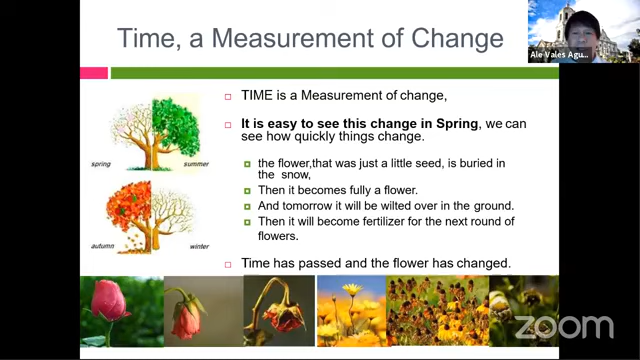 Time, a Measurement of Change
Ale Vales Agu...
TIME is a Measurement of change,
It is easy to see this change in Spring, we can
see how quickly things change.
the flower,that was just a little seed, is buried in
the snow,
Then it becomes fully a flower.
And tomorrow it will be wilted over in the ground.
Then it will become fertilizer for the next round of
flowers.
Time has passed and the flower has changed.
spring
summer
autumn
winter
zoom